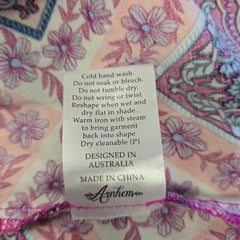 Cold hand wash.
Do not soak or bleach.
Do not tumble dry.
Do not wring or twist
Reshape when wet and
dry flat in shade.
Warm iron with steam
to bring garment
back into shape
Dry cleanable (P)
DESIGNED IN
AUSTRALIA
MADE IN CHINA
Arnhem